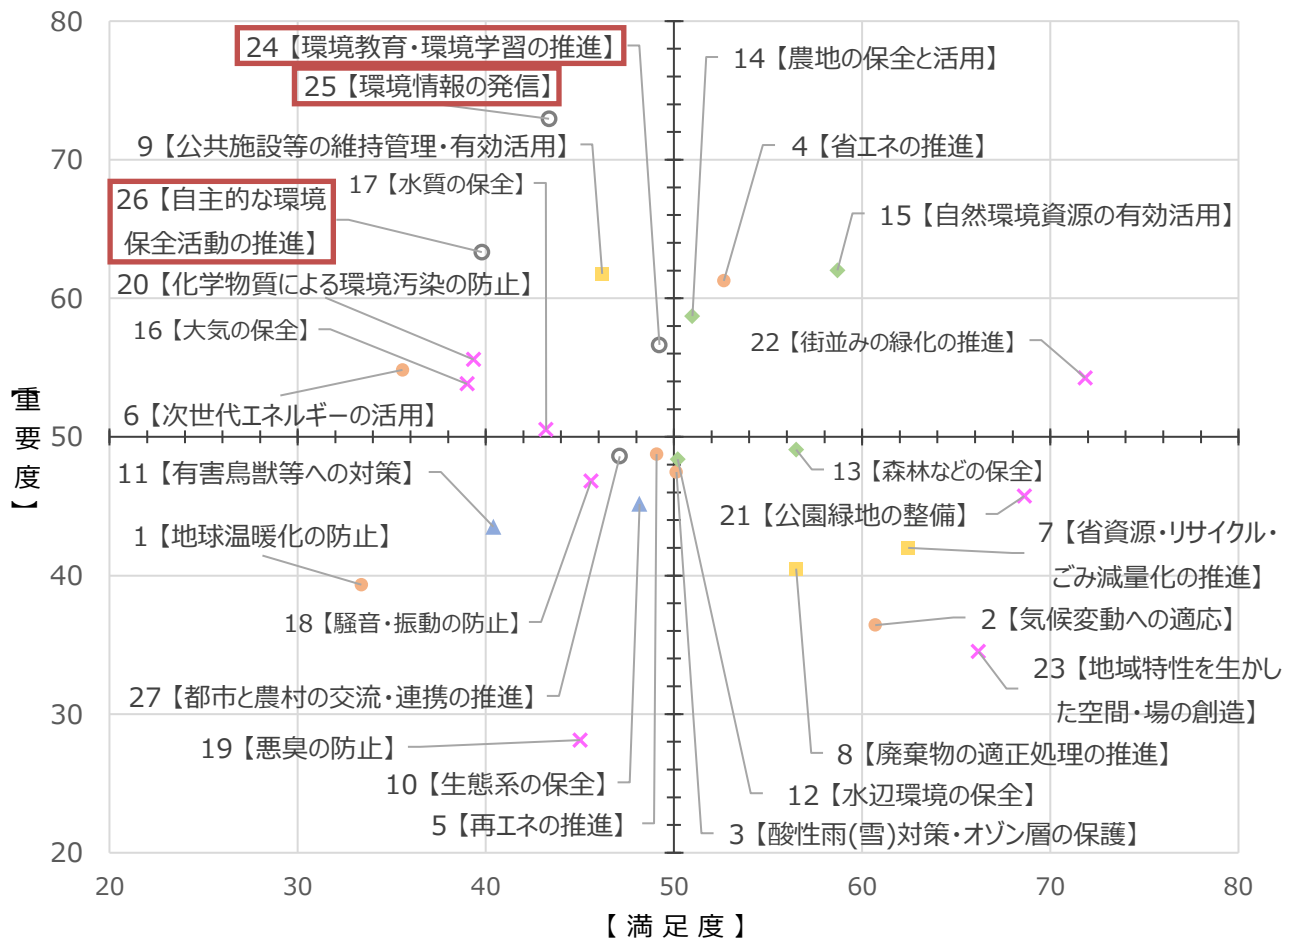 80
24【環境教育・環境学習の推進】
14【農地の保全と活用】
25【環境情報の発信】
9【公共施設等の維持管理・有効活用】
4【省エネの推進】
70
17【水質の保全】
26【自主的な環境
保全活動の推進】
15【自然環境資源の有効活用】
20【化学物質による環境汚染の防止】
60
16【大気の保全】
22【街並みの緑化の推進】
6【次世代エネルギーの活用】
50
【重要度】
11【有害鳥獣等への対策】
13【森林などの保全】
21【公園緑地の整備】
1【地球温暖化の防止】
7【省資源・リサイクル・
ごみ減量化の推進】
40
18【騒音・振動の防止】
2【気候変動への適応】
23【地域特性を生かし
た空間・場の創造】
27【都市と農村の交流・連携の推進】
30
19【悪臭の防止】
8【廃棄物の適正処理の推進】
10【生態系の保全】
12【水辺環境の保全】
5【再エネの推進】
3【酸性雨(雪)対策・オゾン層の保護】
20
20 30 40 50 60 70 80
【満足度】